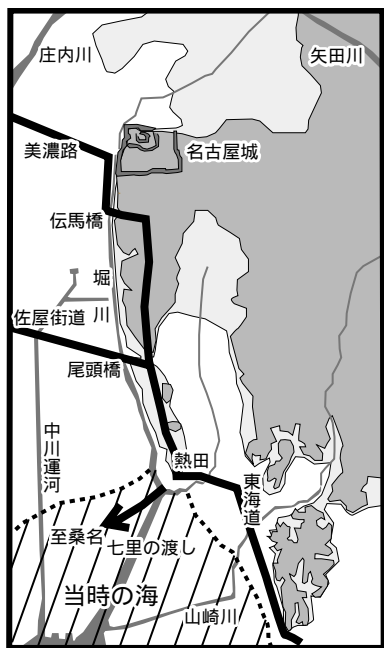 庄内川
矢田川
美濃路
名古屋城
伝馬橋
堀川
佐屋街道
尾頭橋
中川運河
熱田
東海道
至桑名
七里の渡し
当時の海
山崎川